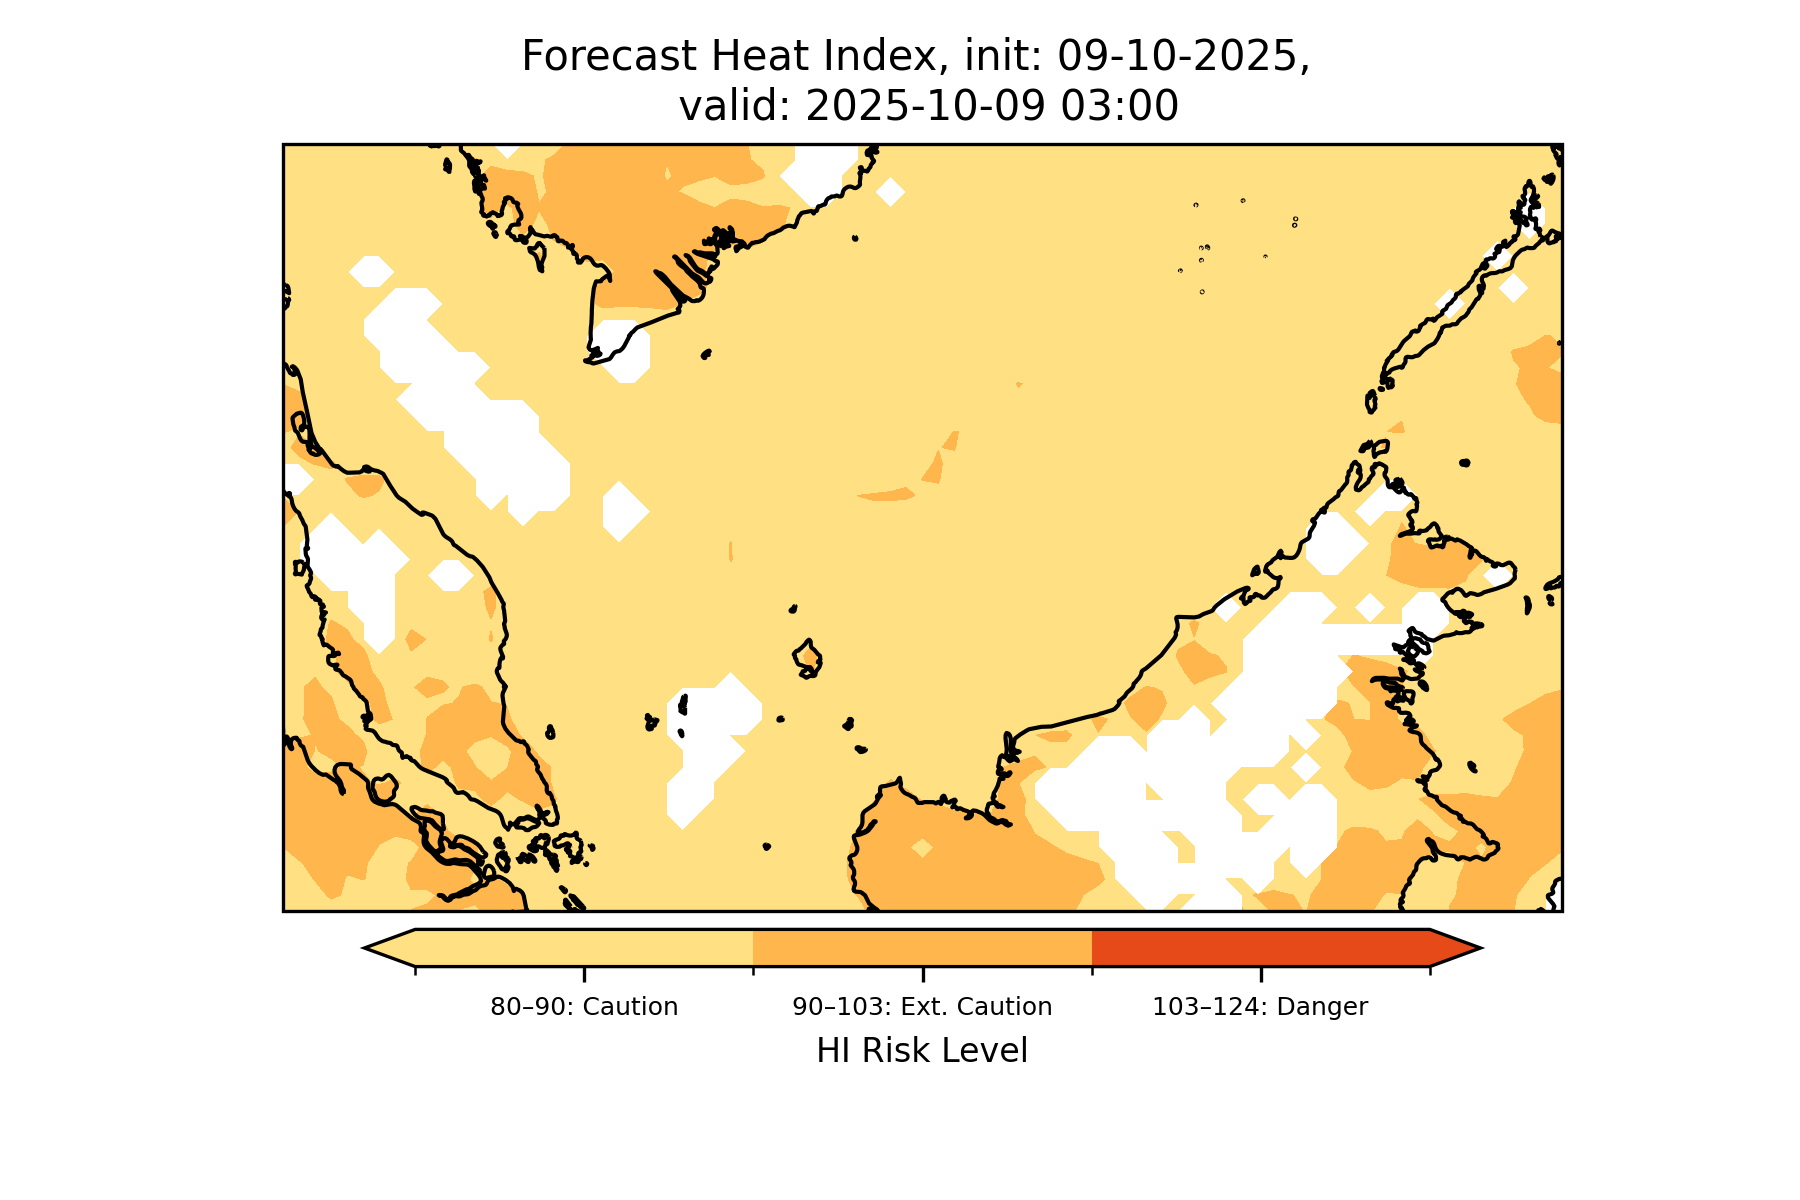 Forecast Heat Index, init: 09-10-2025,
valid: 2025-10-09 03:00
80–90: Caution
90–103: Ext. Caution
103–124: Danger
HI Risk Level